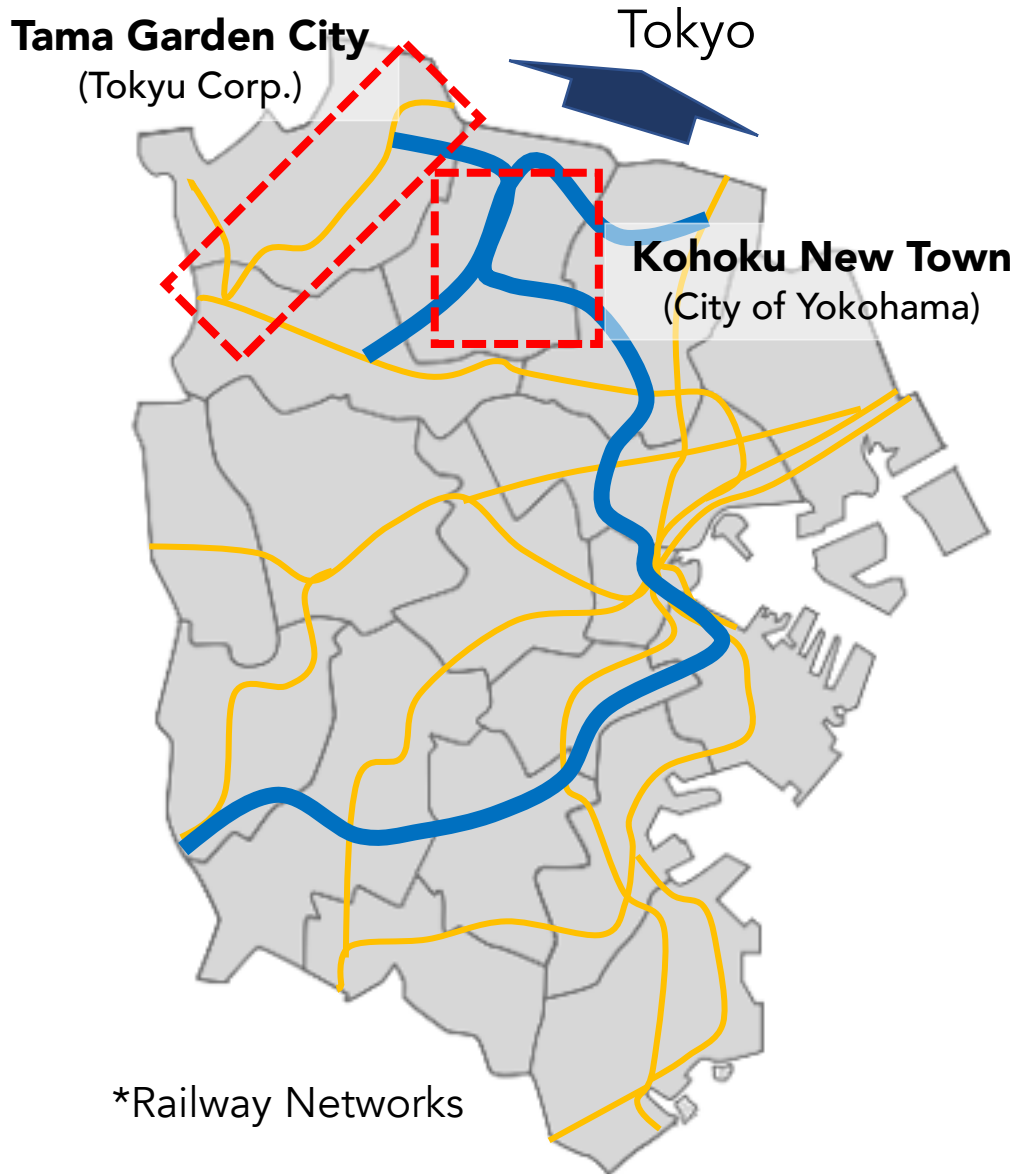 Tama Garden City
(Tokyu Corp.)
Tokyo
Kohoku New Town
(City of Yokohama)
*Railway Networks